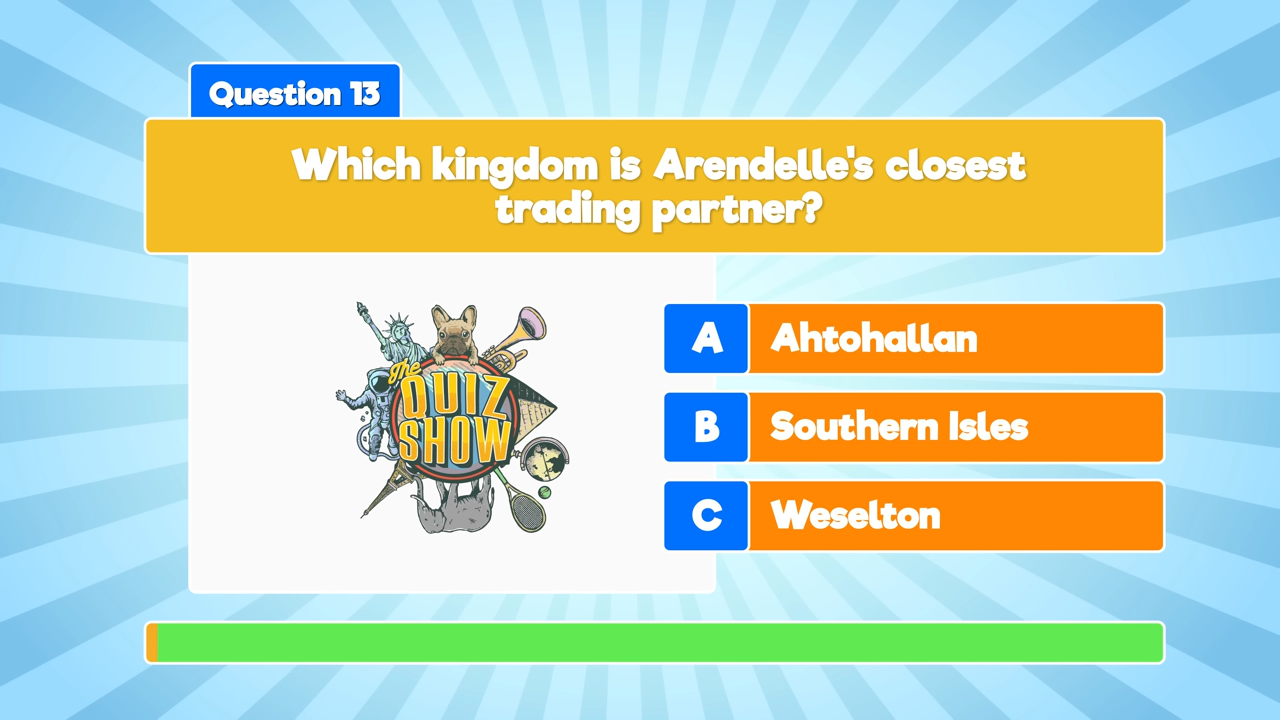 Question 13
Which kingdom is Arendelle's closest
trading partner?
The
QUIZ
SHOW
A Ahtohallan
B Southern Isles
C Weselton